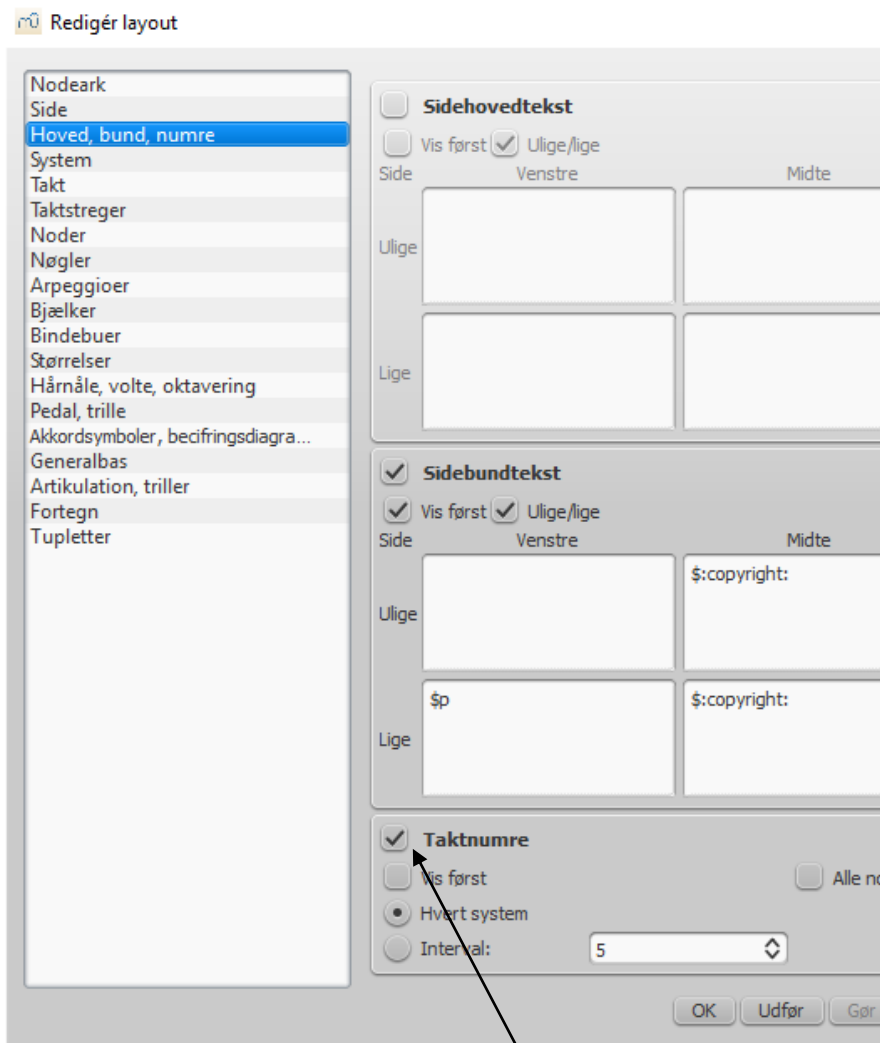 Redigér layout
Nodeark
Side
Hoved, bund, numre
System
Takt
Taktstreger
Noder
Nøgler
Arpeggioer
Bjælker
Bindebuer
Størrelser
Hårnåle, volte, oktavering
Pedal, trille
Akkordsymboler, becifringsdiagra...
Generalbas
Artikulation, triller
Fortegn
Tupletter
Sidehovedtekst
Vis først Ulige/lige
Side Venstre Midte
Ulige
Lige
Sidebundtekst
Vis først Ulige/lige
Side Venstre Midte
$:copyright:
Ulige
$p $:copyright:
Lige
Taktnumre
Vis først Alle
Hvert system
Interval: 5
OK Udfør Gør